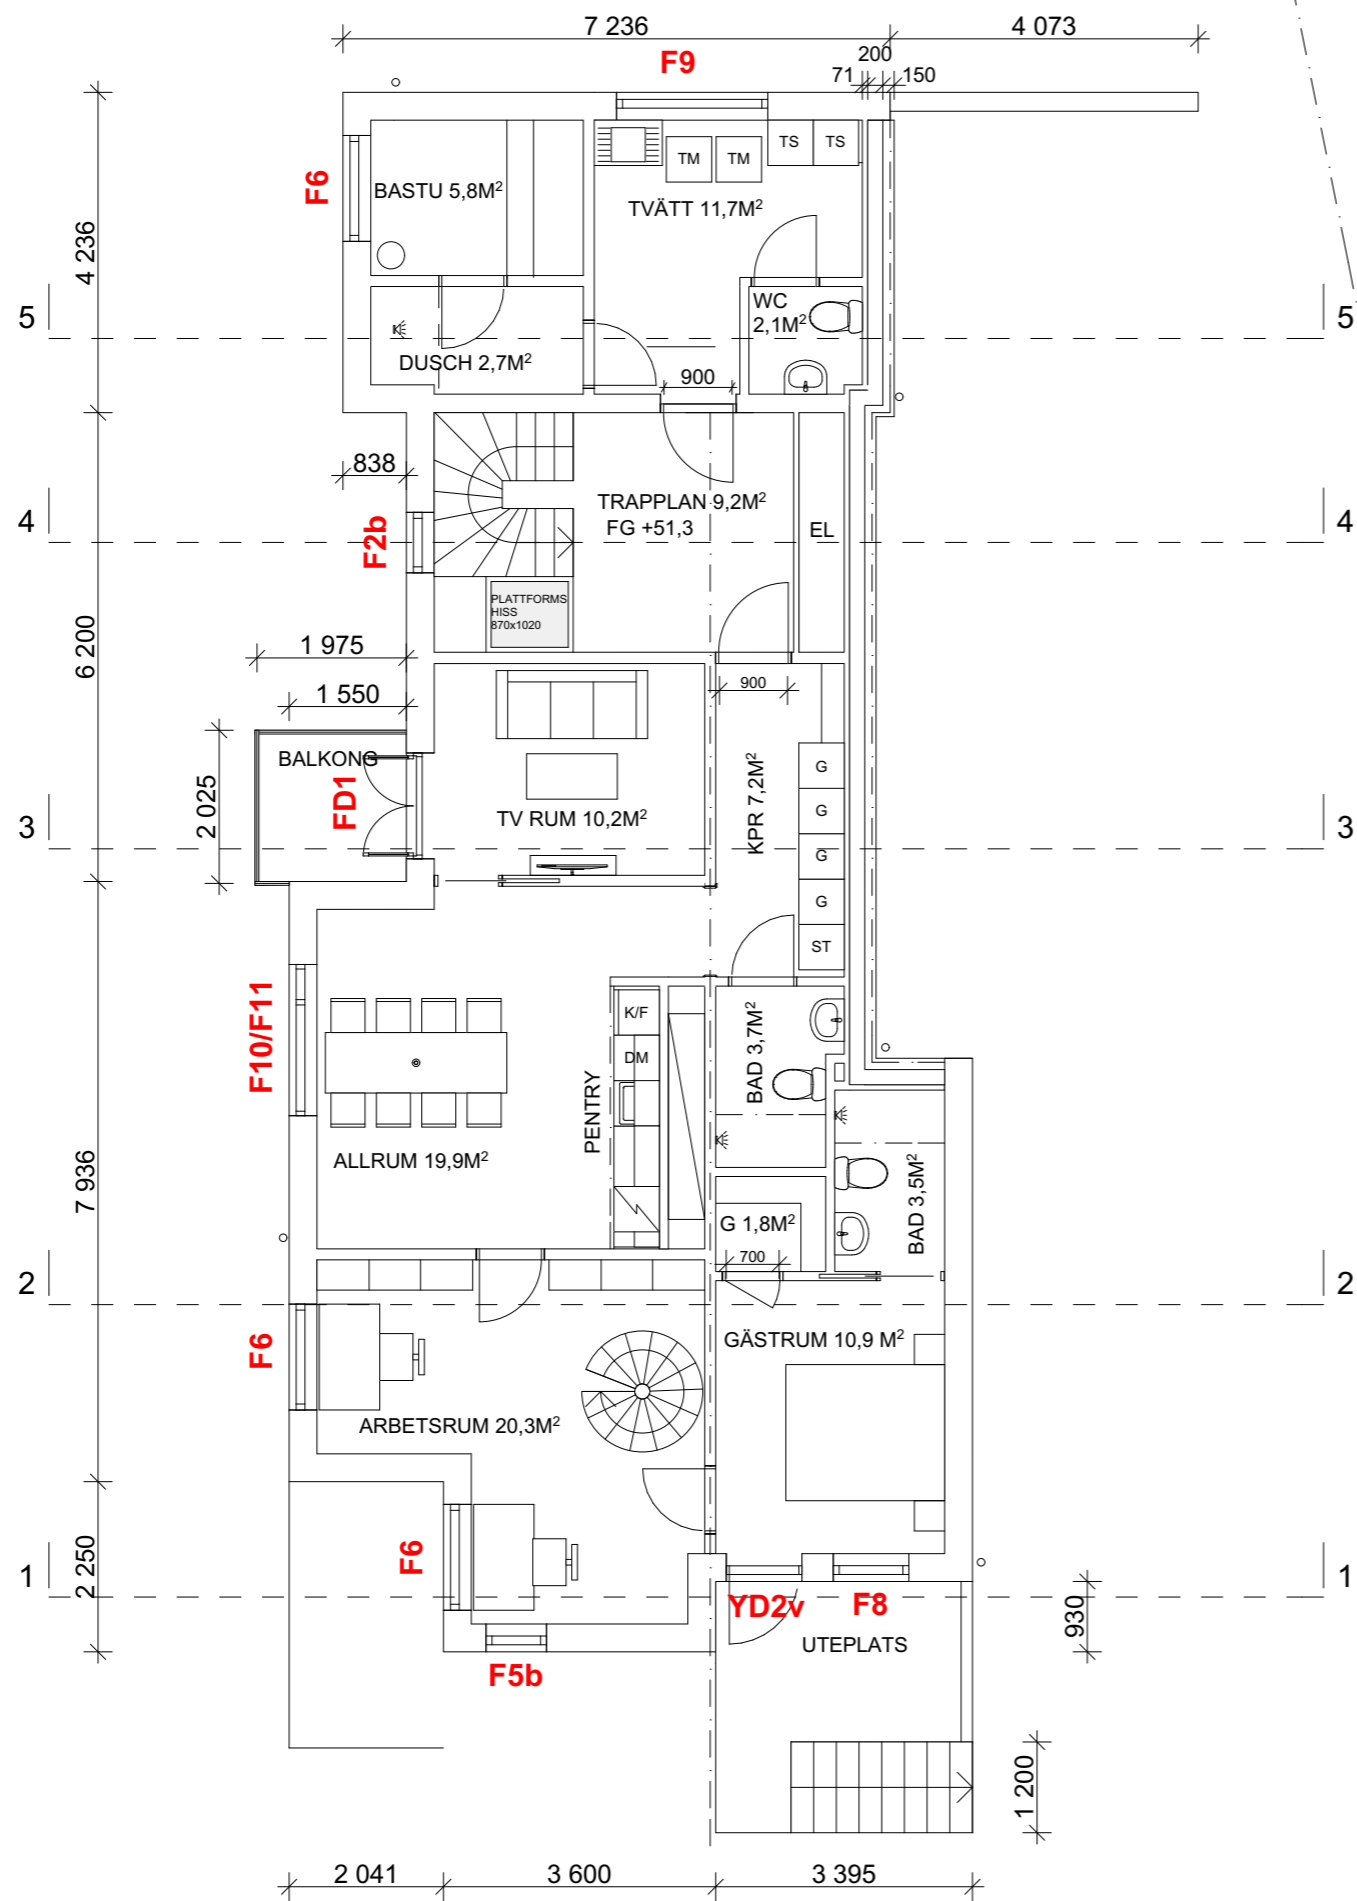 7 236
4 073
200
71
150
F9
TM
TM
TS
TS
F6
BASTU 5,8M²
TVÄTT 11,7M²
4 236
WC
2,1M²
5
5
DUSCH 2,7M²
900
838
TRAPPLAN 9,2M²
FG +51,3
4
4
F2b
EL
PLATTFORMS
HISS
870x1020
6 200
1 975
1 550
900
BALKONG
FD1
2 025
TV RUM 10,2M²
KPR 7,2M²
G
G
G
G
ST
3
3
F10/F11
K/F
DM
PENTRY
BAD 3,7M²
ALLRUM 19,9M²
7 936
BAD 3,5M²
G 1,8M²
700
2
2
F6
GÄSTRUM 10,9 M²
ARBETSRUM 20,3M²
F6
2 250
1
1
YD2v
F8
930
UTEPLATS
F5b
1 200
2 041
3 600
3 395